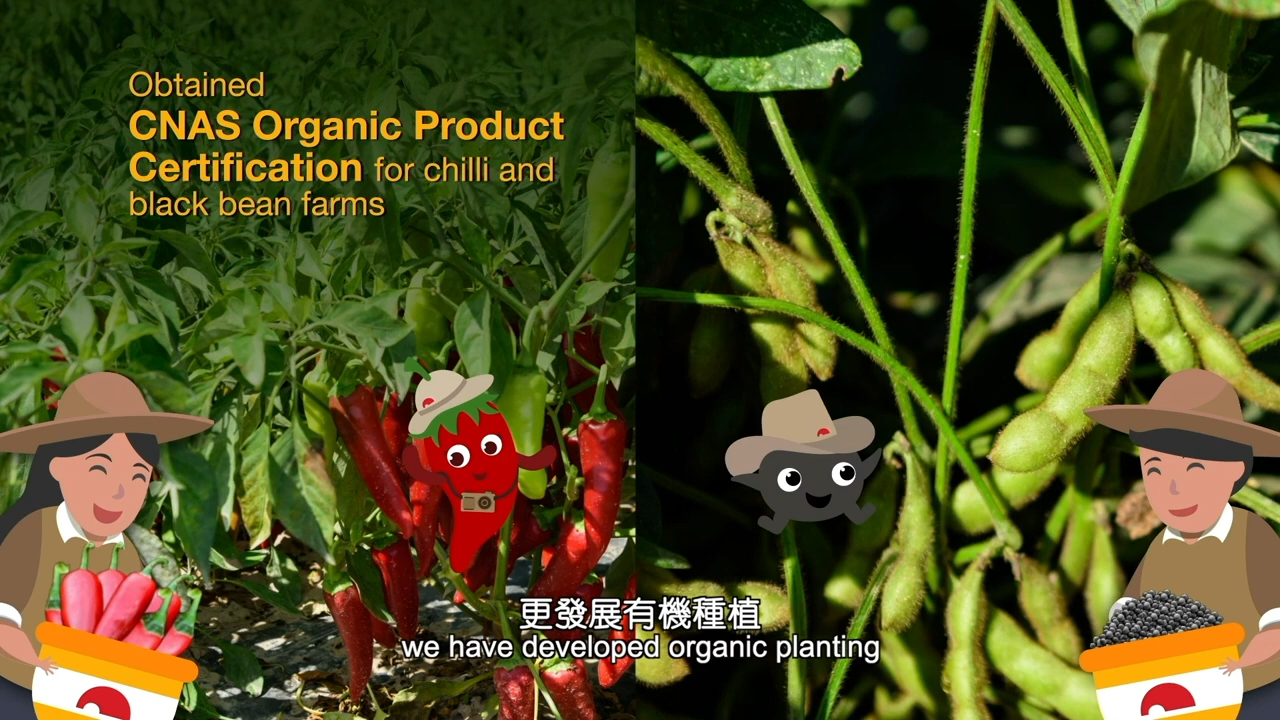 Obtained
CNAS Organic Product
Certification for chilli and
black bean farms
更發展有機種植
we have developed organic planting